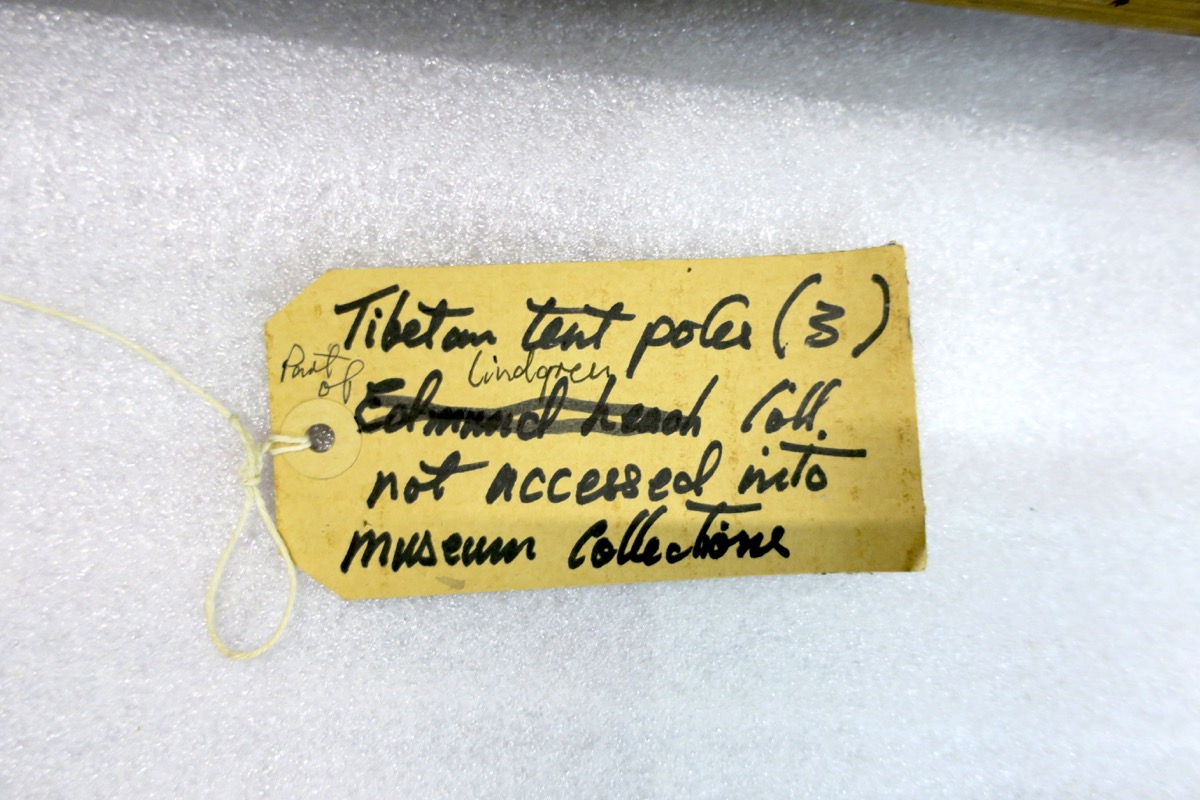 Tibetan tent poles (3)
Part of Lindgren
Edmund Leach Coll.
not accessed into
museum collections